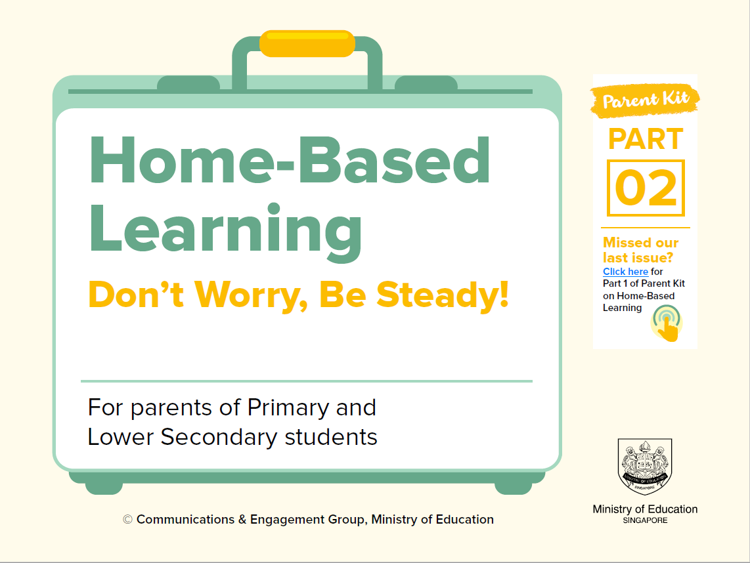 Home-Based
Learning
Don't Worry, Be Steady!
For parents of Primary and
Lower Secondary students
© Communications & Engagement Group, Ministry of Education
Parent Kit
PART
02
Missed our
last issue?
Click here for
Part 1 of Parent Kit
on Home-Based
Learning
Ministry of Education
SINGAPORE